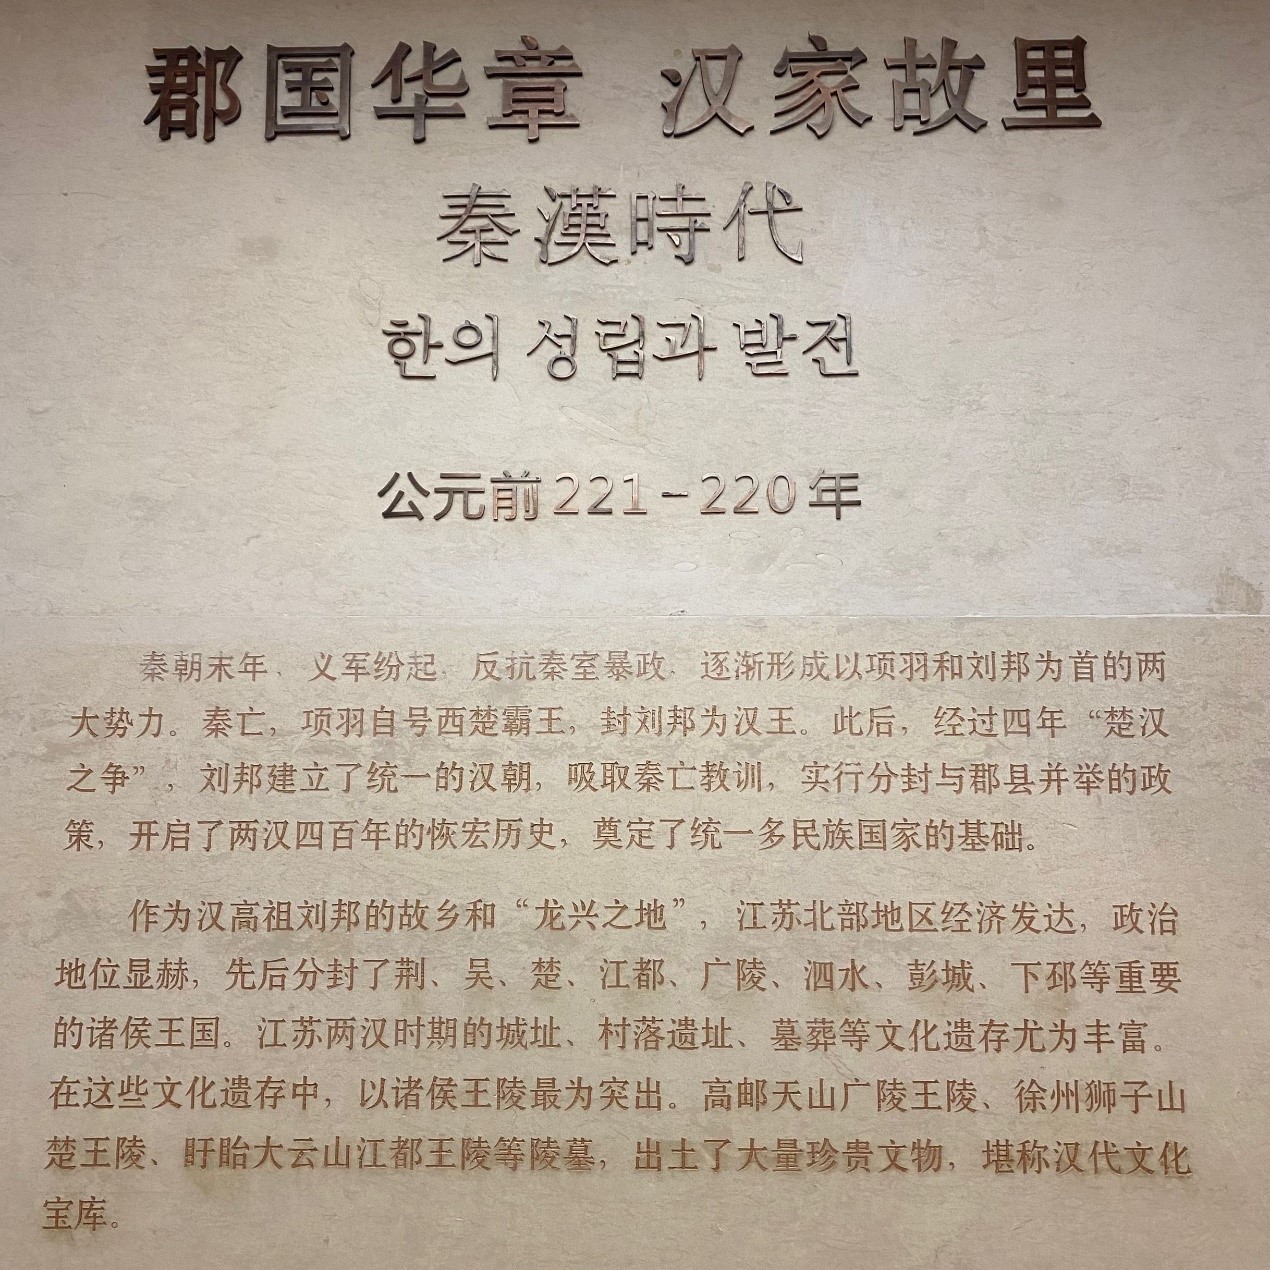 郡国华章 汉家故里
秦漢時代
한의 성립과 발전
公元前221-220年
秦朝末年，义军纷起，反抗秦室暴政，逐渐形成以项羽和刘邦为首的两
大势力。秦亡，项羽自号西楚霸王，封刘邦为汉王。此后，经过四年“楚汉
之争”，刘邦建立了统一的汉朝，吸取秦亡教训，实行分封与郡县并举的政
策，开启了两汉四百年的恢宏历史，奠定了统一多民族国家的基础。
作为汉高祖刘邦的故乡和“龙兴之地”，江苏北部地区经济发达，政治
地位显赫，先后分封了荆、吴、楚、江都、广陵、泗水、彭城、下邳等重要
的诸侯王国。江苏两汉时期的城址、村落遗址、墓葬等文化遗存尤为丰富。
在这些文化遗存中，以诸侯王陵最为突出。高邮天山广陵王陵、徐州狮子山
楚王陵、盱眙大云山江都王陵等陵墓，出土了大量珍贵文物，堪称汉代文化
宝库。